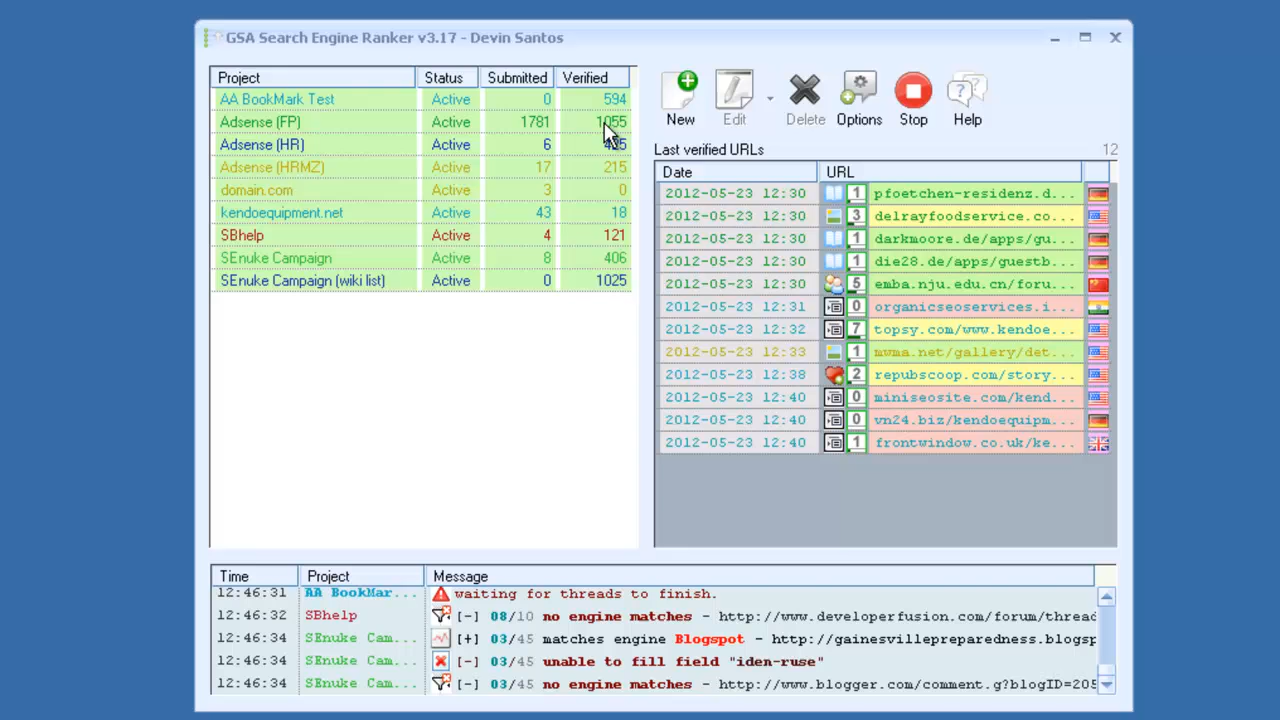 GSA Search Engine Ranker v3.17 - Devin Santos
Project Status Submitted Verified
AA BookMark Test Active 0 594
Adsense (FP) Active 1781 1055
Adsense (HR) Active 6
Adsense (HRMZ) Active 17 215
domain.com Active 3 0
kendoequipment.net Active 43 18
SBhelp Active 4 121
SEnuke Campaign Active 8 406
SEnuke Campaign (wiki list) Active 0 1025
New Edit Delete Options Stop Help
Last verified URLs 12
Date URL
2012-05-23 12:30 1 pfoetchen-residenz.d...
2012-05-23 12:30 3 delrayfoodservice.co...
2012-05-23 12:30 1 darkmoore.de/apps/gu...
2012-05-23 12:30 1 die28.de/apps/guestb...
2012-05-23 12:30 5 emba.nju.edu.cn/foru...
2012-05-23 12:31 0 organicseoservices.i...
2012-05-23 12:32 7 topsy.com/www.kendoe...
2012-05-23 12:33 1 mwma.net/gallery/det...
2012-05-23 12:38 2 repubscoop.com/story...
2012-05-23 12:40 0 miniseosite.com/kend...
2012-05-23 12:40 0 vn24.biz/kendoequipm...
2012-05-23 12:40 1 frontwindow.co.uk/ke...
Time Project Message
12:46:31 AA BookMar... waiting for threads to finish.
12:46:32 SBhelp [-] 08/10 no engine matches - http://www.developerfusion.com/forum/thread
12:46:34 SEnuke Cam... [+] 03/45 matches engine Blogspot - http://gainesvillepreparedness.blogsp
12:46:34 SEnuke Cam... [-] 03/45 unable to fill field "iden-ruse"
12:46:34 SEnuke Cam... [-] 03/45 no engine matches - http://www.blogger.com/comment.g?blogID=205